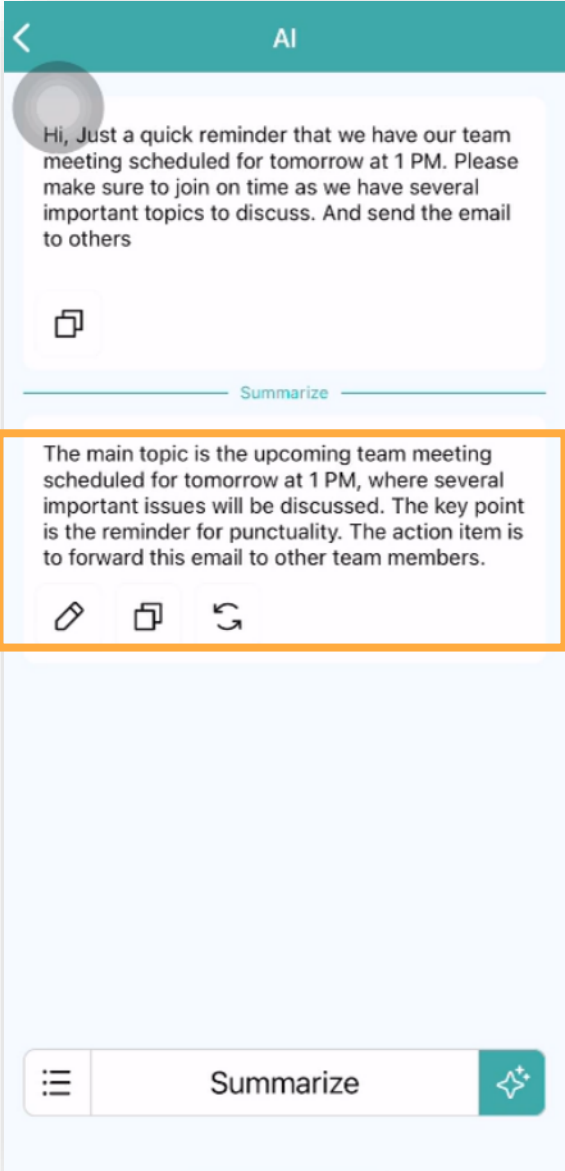 AI
Hi, Just a quick reminder that we have our team
meeting scheduled for tomorrow at 1 PM. Please
make sure to join on time as we have several
important topics to discuss. And send the email
to others
Summarize
The main topic is the upcoming team meeting
scheduled for tomorrow at 1 PM, where several
important issues will be discussed. The key point
is the reminder for punctuality. The action item is
to forward this email to other team members.
Summarize